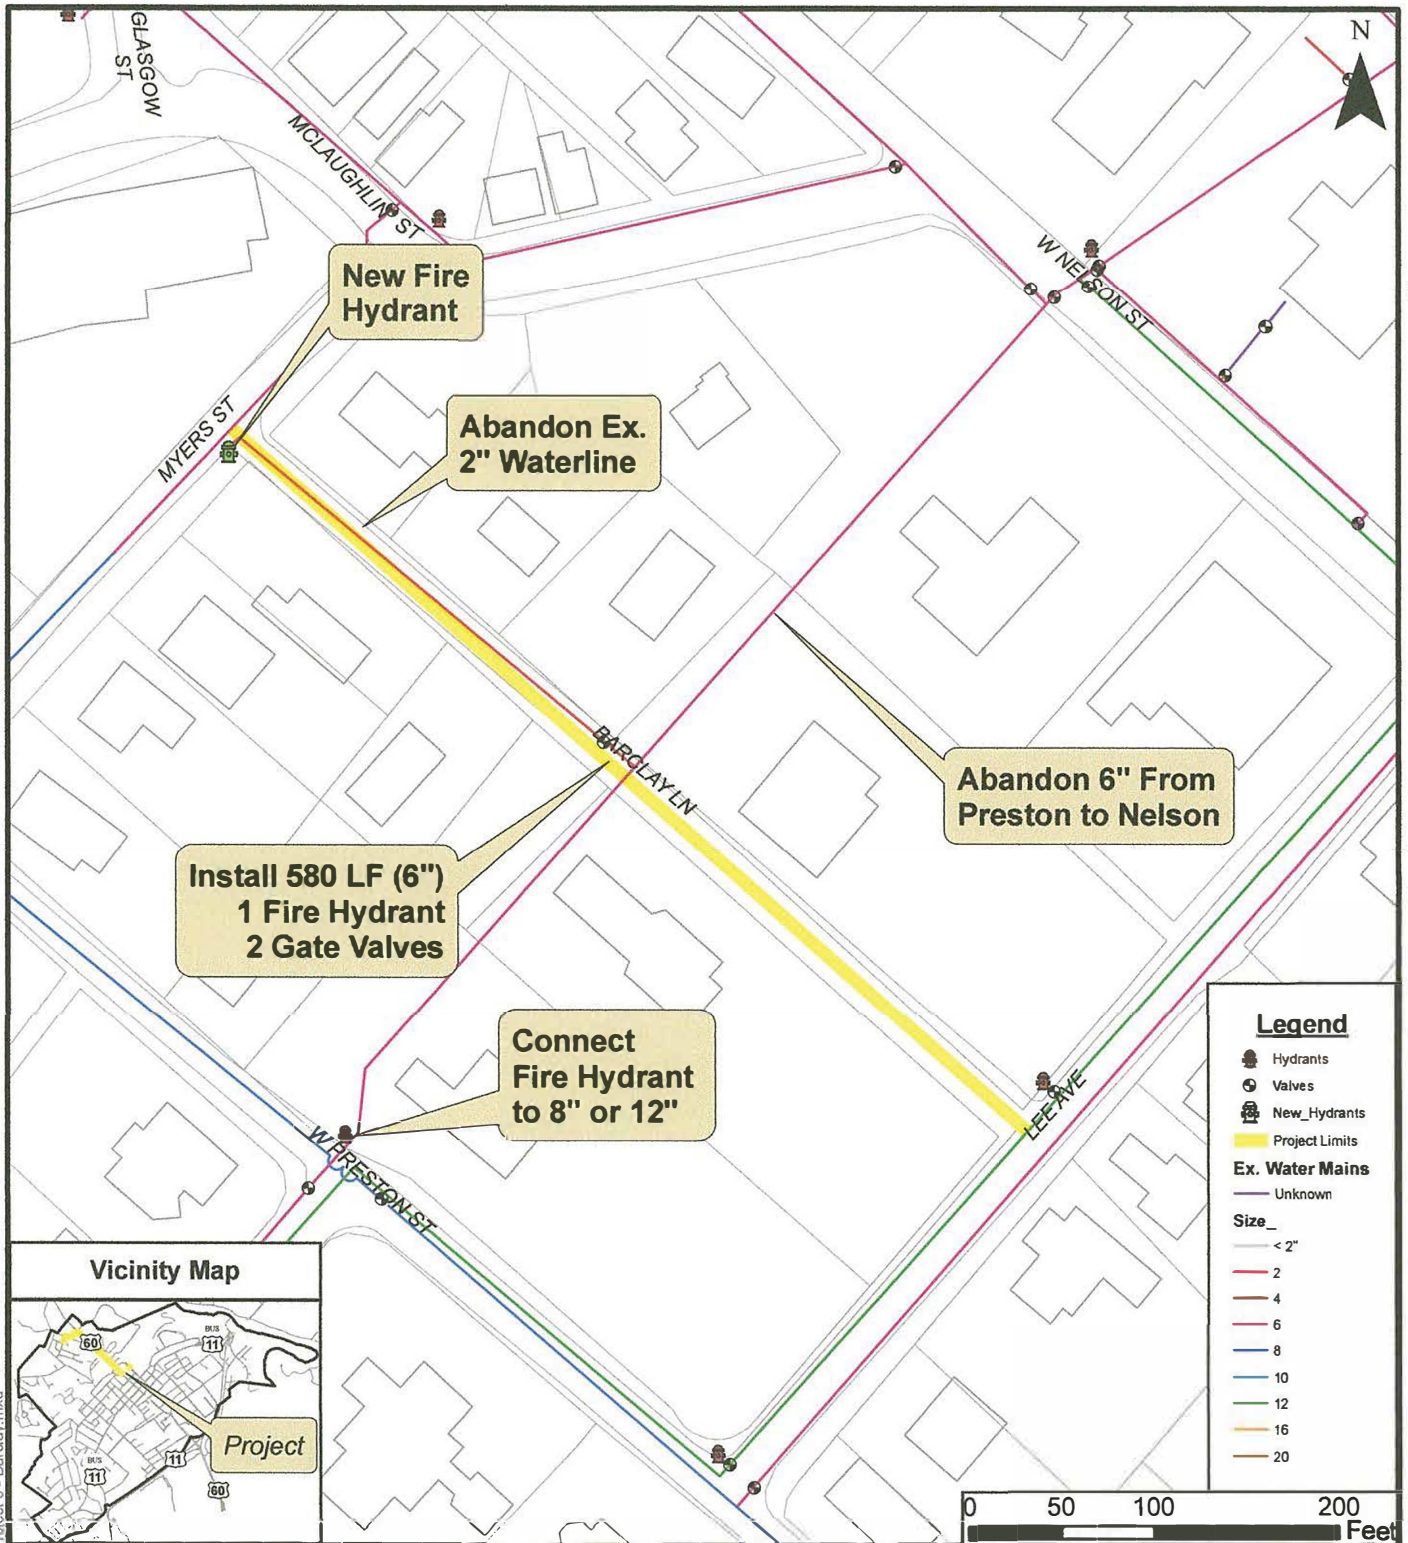 GLASGOW
ST
N
MCLAUGHLIN ST
W NELSON ST
New Fire
Hydrant
MYERS ST
Abandon Ex.
2" Waterline
BARCLAY LN
Abandon 6" From
Preston to Nelson
Install 580 LF (6")
1 Fire Hydrant
2 Gate Valves
Connect
Fire Hydrant
to 8" or 12"
LEE AVE
W PRESTON ST
Legend
Hydrants
Valves
New_Hydrants
Project Limits
Ex. Water Mains
Unknown
Size_
< 2"
2
4
6
8
10
12
16
20
Vicinity Map
60
BUS
11
Project
BUS
11
11
60
0 50 100 200
Feet